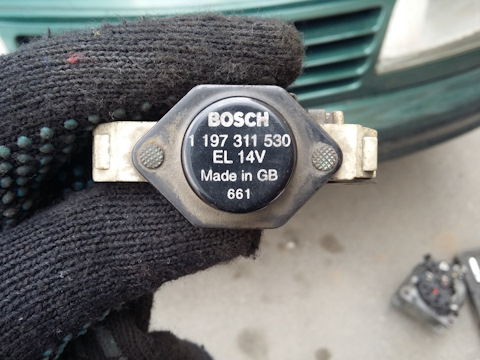 BOSCH
1 197 311 530
EL 14V
Made in GB
661